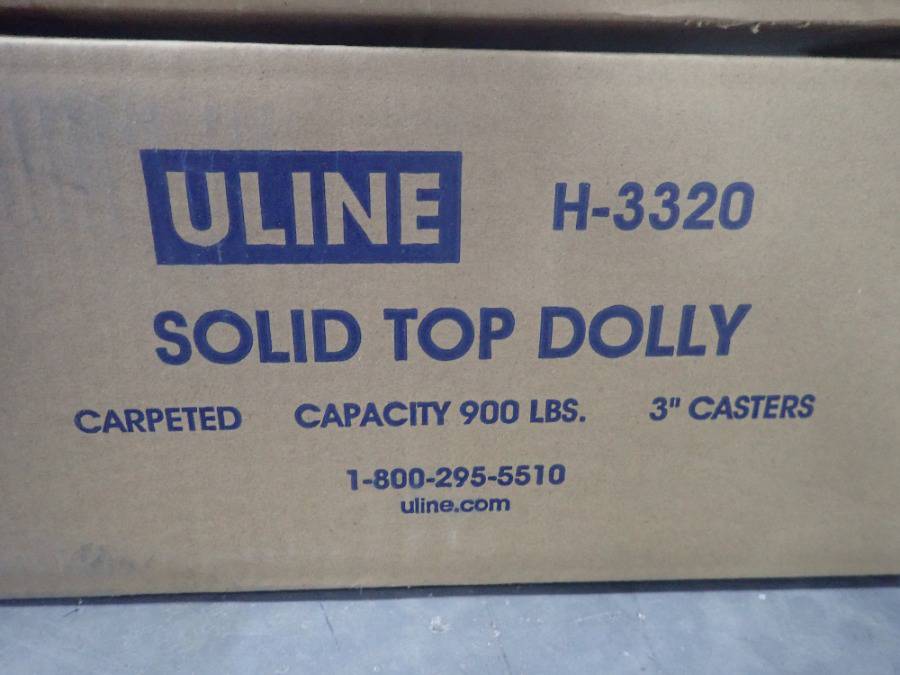 ULINE H-3320
SOLID TOP DOLLY
CARPETED CAPACITY 900 LBS. 3" CASTERS
1-800-295-5510
uline.com